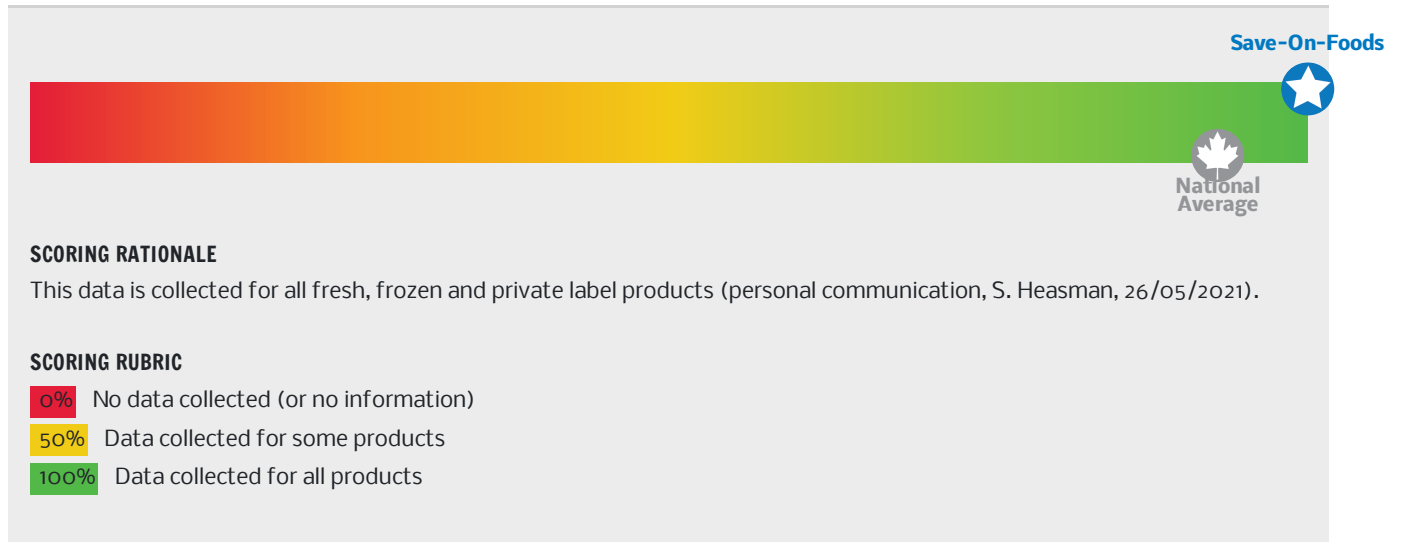 Save-On-Foods
National
Average
SCORING RATIONALE
This data is collected for all fresh, frozen and private label products (personal communication, S. Heasman, 26/05/2021).
SCORING RUBRIC
0% No data collected (or no information)
50% Data collected for some products
100% Data collected for all products